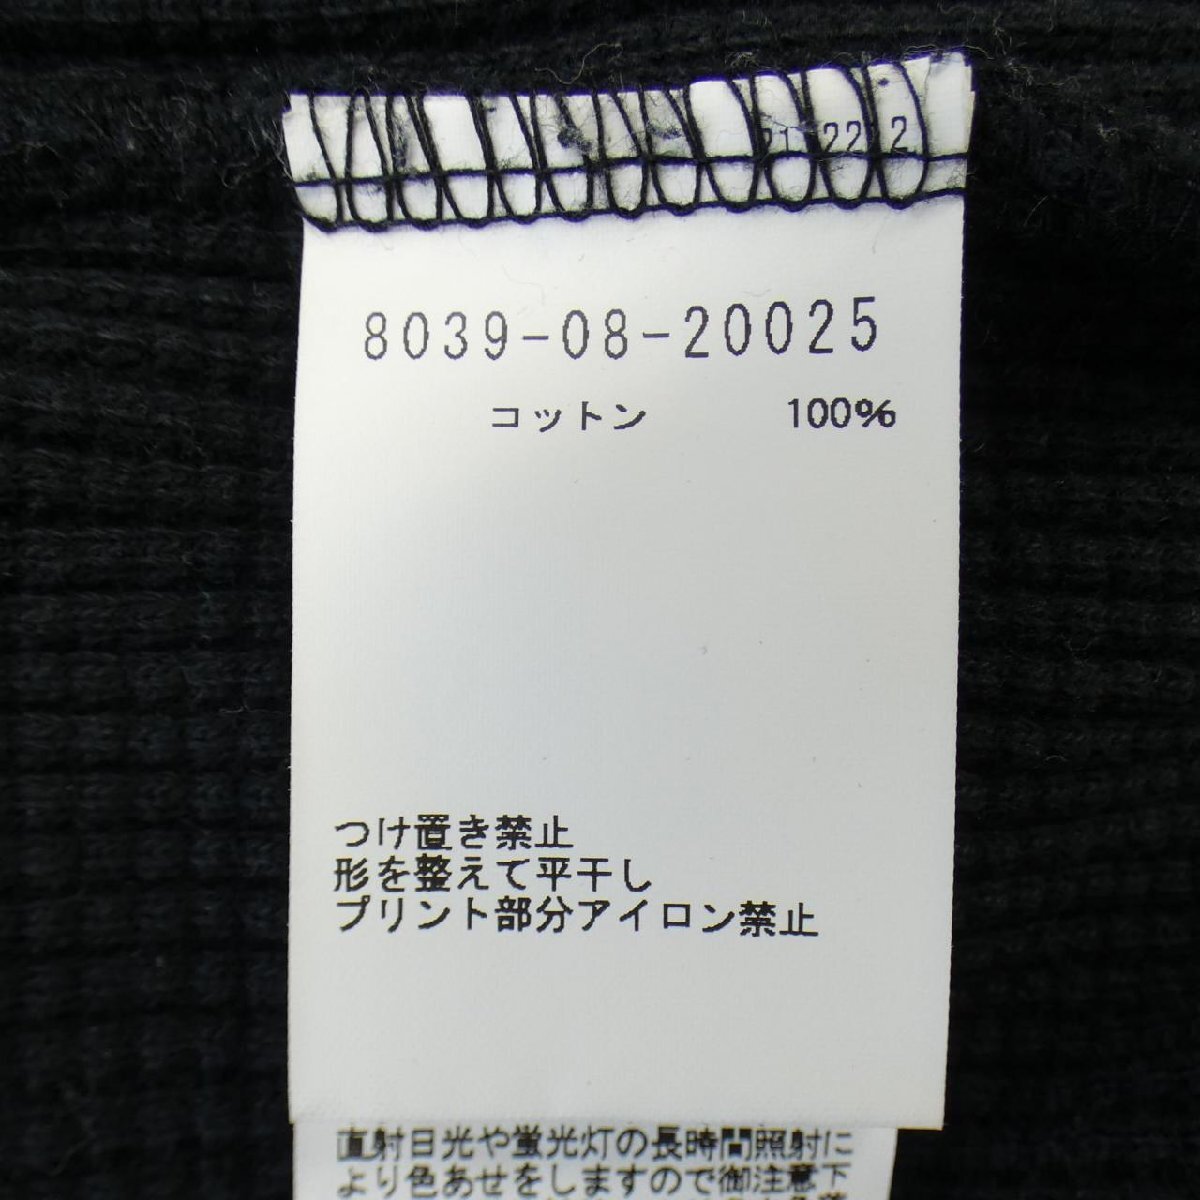 21 22 2
8039-08-20025
コットン 100%
つけ置き禁止
形を整えて平干し
プリント部分アイロン禁止
直射日光や蛍光灯の長時間照射に
より色あせをしますので御注意下